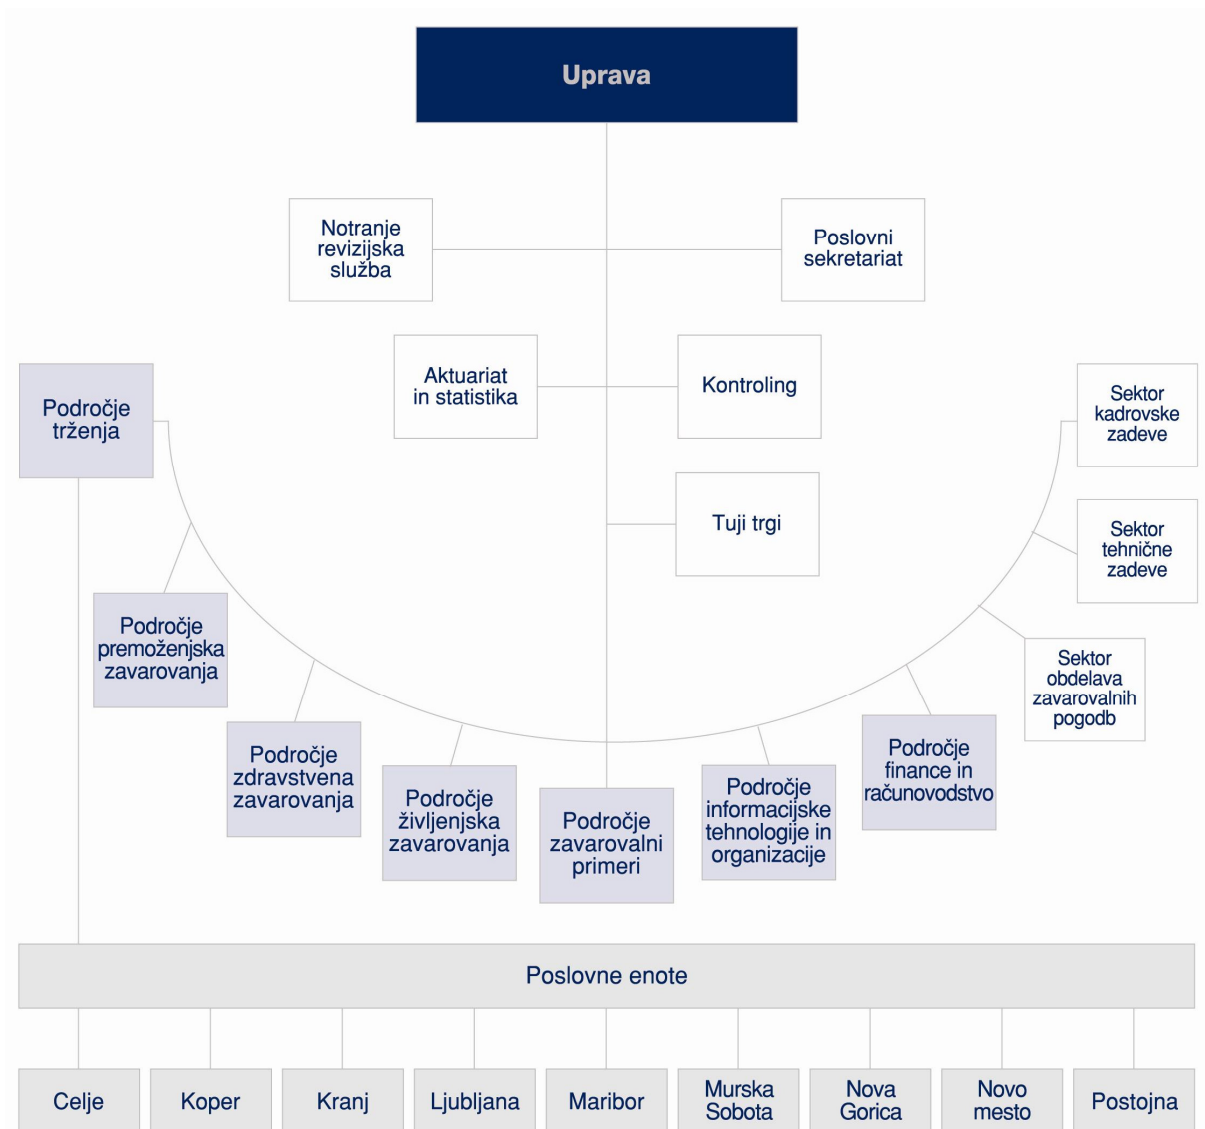 Uprava
Notranje
revizijska
služba
Poslovni
sekretariat
Aktuariat
in statistika
Kontroling
Tuji trgi
Področje
trženja
Področje
premoženjska
zavarovanja
Področje
zdravstvena
zavarovanja
Področje
življenjska
zavarovanja
Področje
zavarovalni
primeri
Področje
informacijske
tehnologije in
organizacije
Področje
finance in
računovodstvo
Sektor
obdelava
zavarovalnih
pogodb
Sektor
tehnične
zadeve
Sektor
kadrovske
zadeve
Poslovne enote
Celje
Koper
Kranj
Ljubljana
Maribor
Murska
Sobota
Nova
Gorica
Novo
mesto
Postojna